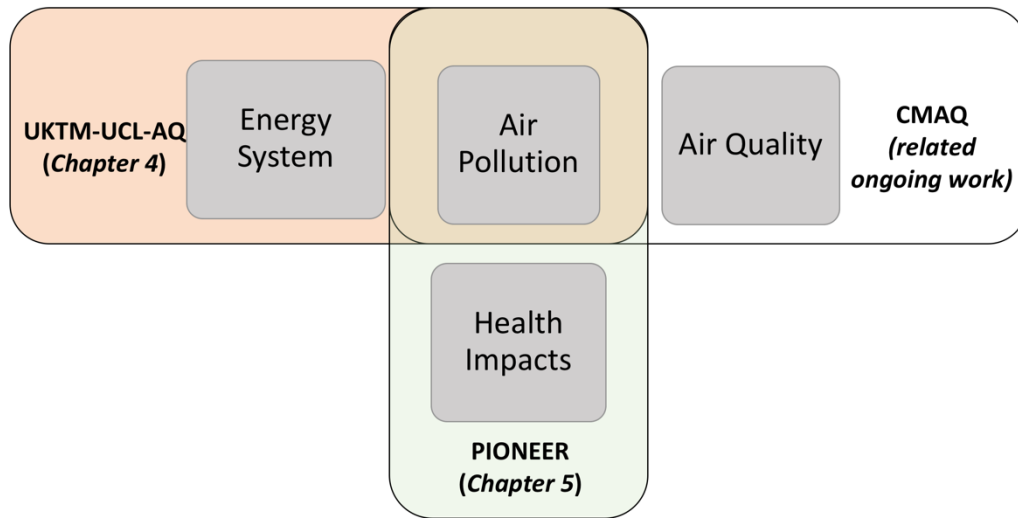 UKTM-UCL-AQ
(Chapter 4)
Energy
System
Air
Pollution
Air Quality
CMAQ
(related
ongoing work)
Health
Impacts
PIONEER
(Chapter 5)